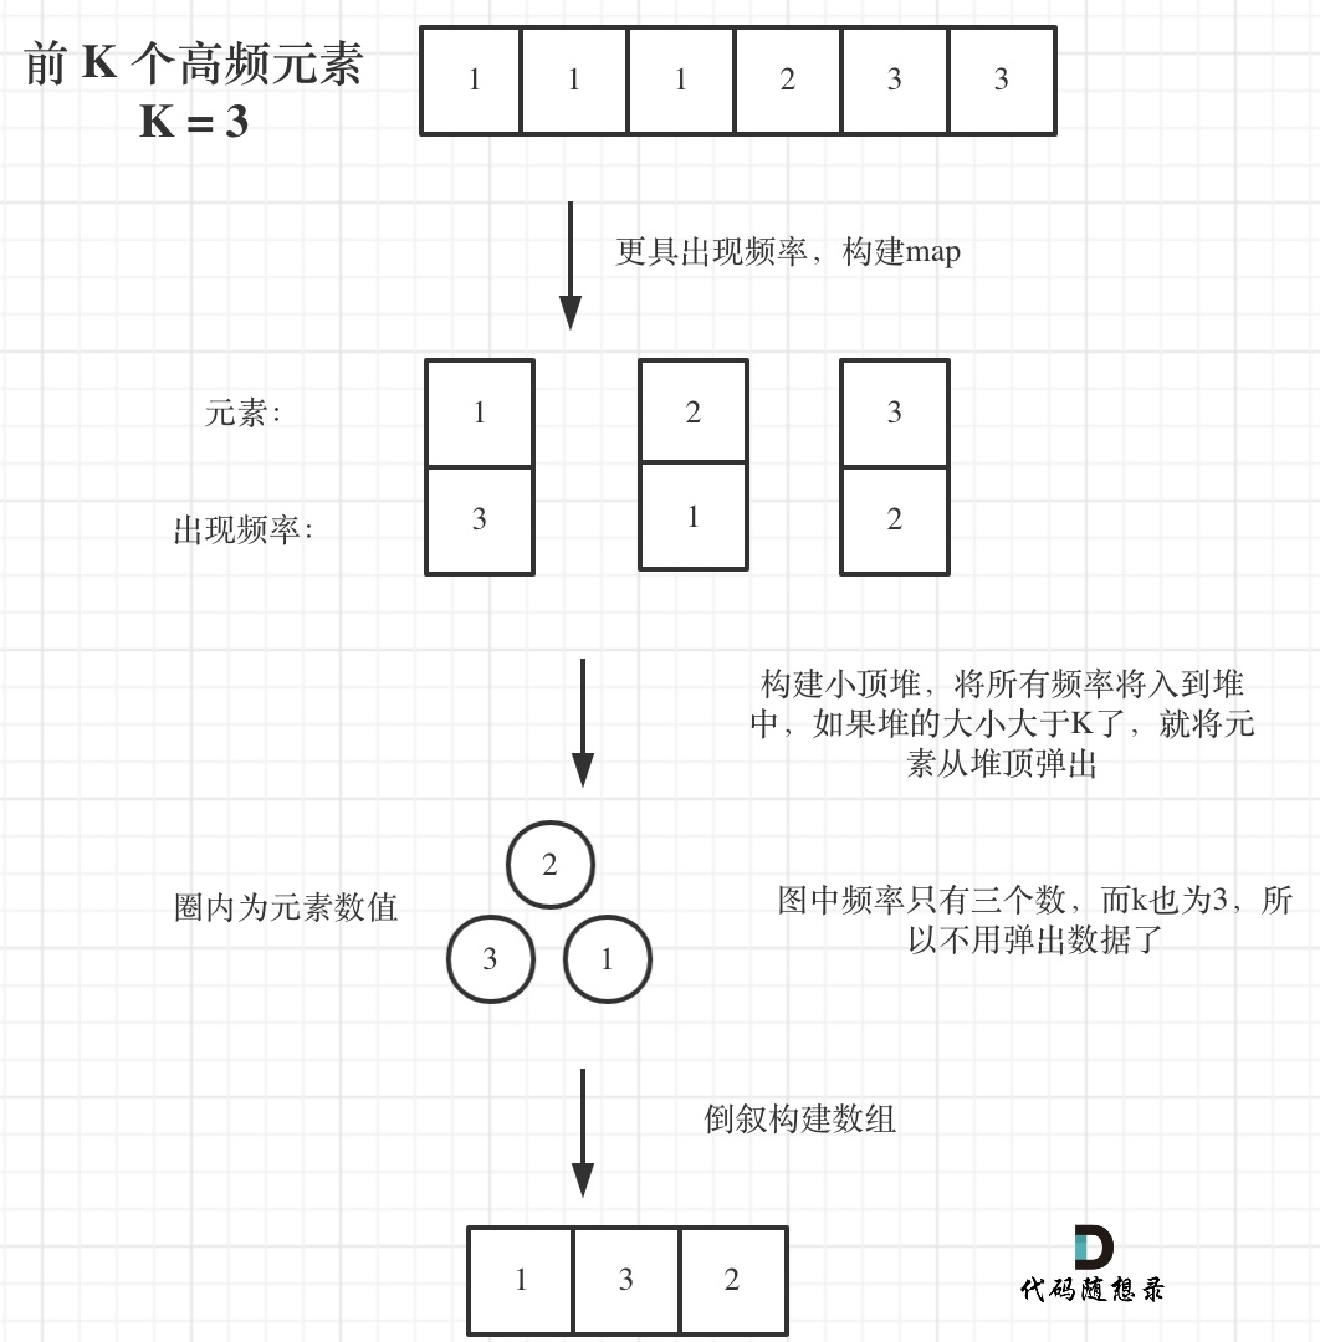 前 K 个高频元素
K = 3
1 1 1 2 3 3
更具出现频率，构建map
元素：
1 2 3
出现频率：
3 1 2
构建小顶堆，将所有频率将入到堆
中，如果堆的大小大于K了，就将元
素从堆顶弹出
2
圈内为元素数值
3 1
图中频率只有三个数，而k也为3，所
以不用弹出数据了
倒叙构建数组
1 3 2
代码随想录